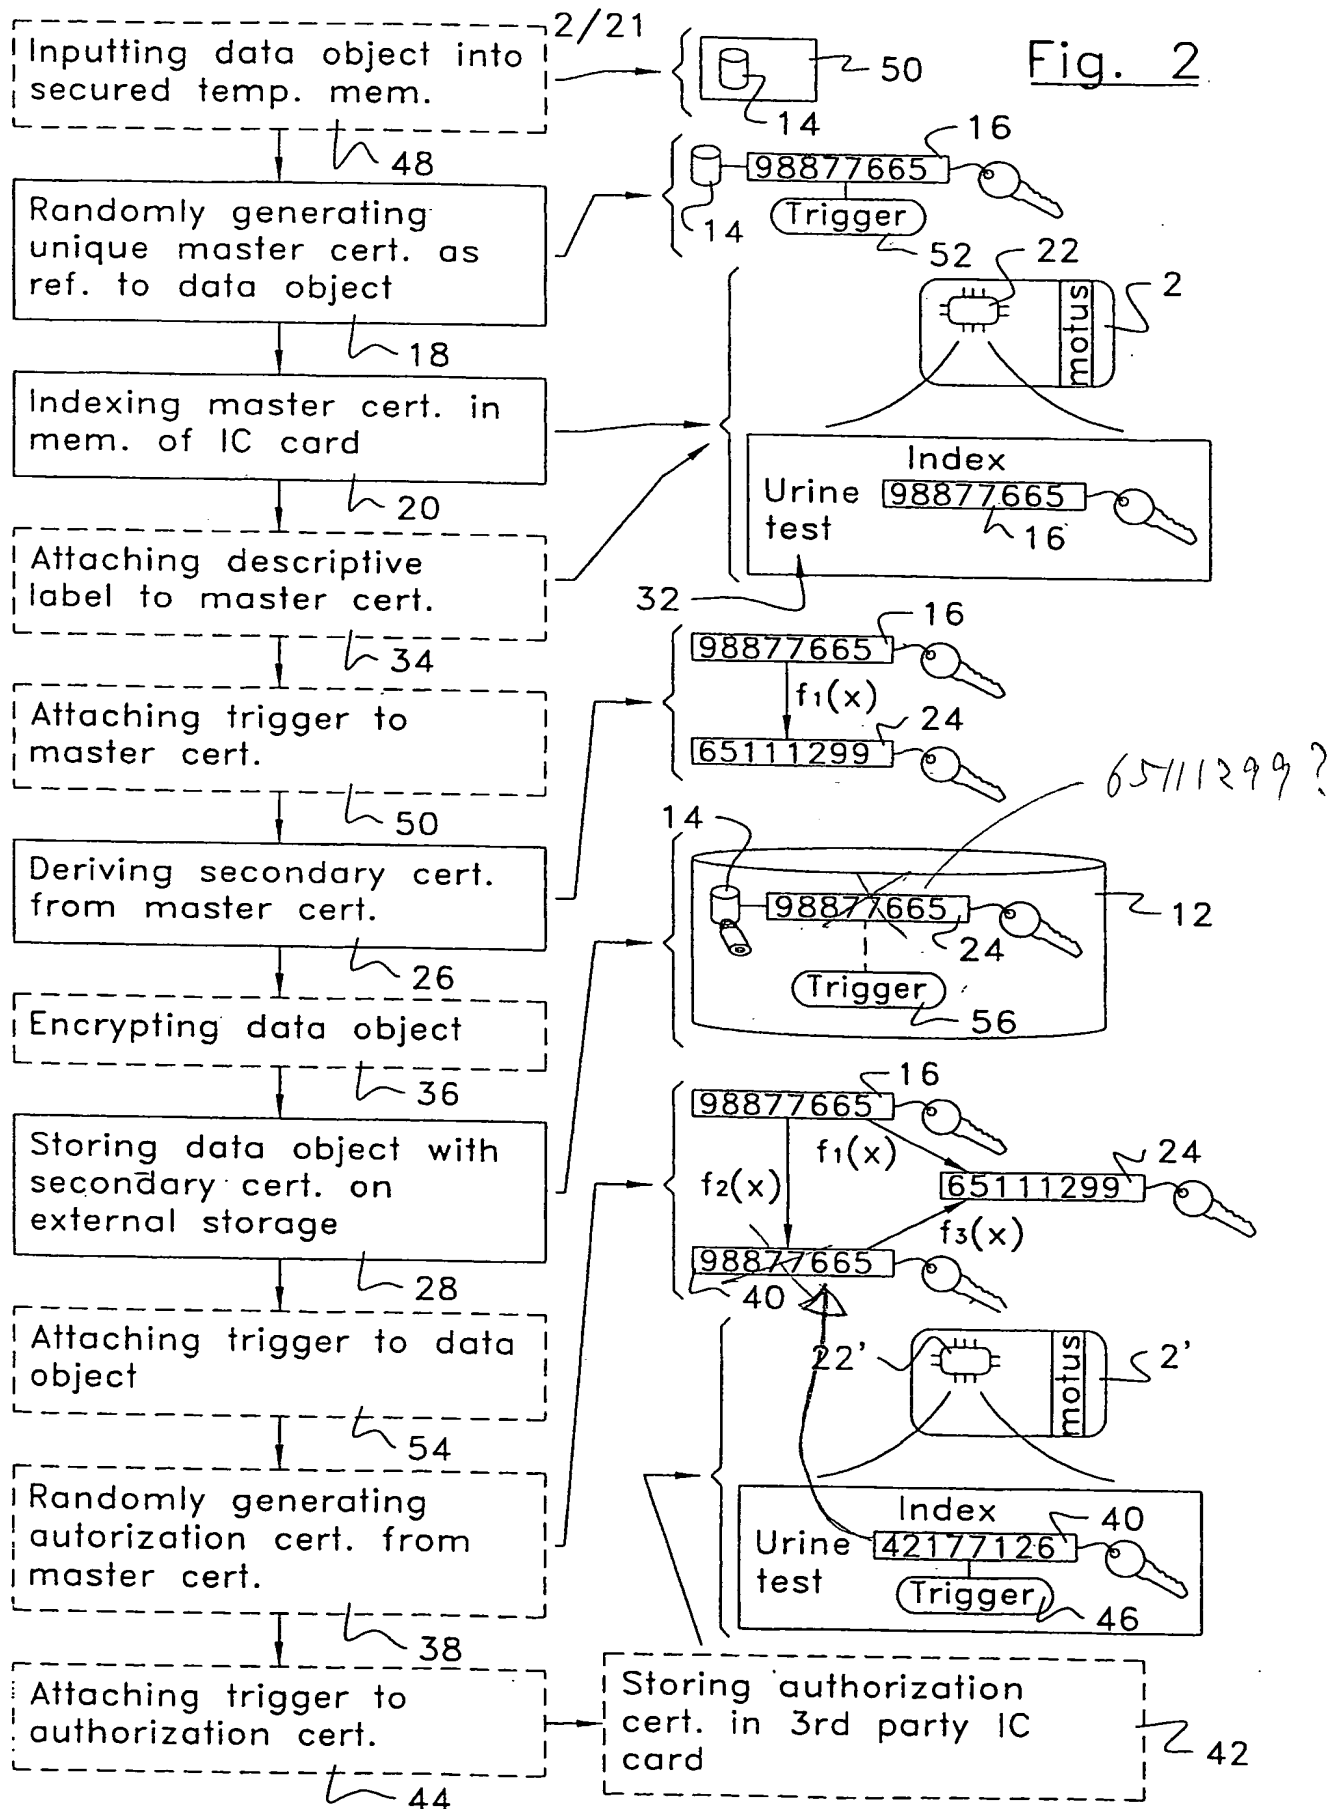 2/21
Fig. 2
Inputting data object into
secured temp. mem.
48
50
14
Randomly generating
unique master cert. as
ref. to data object
18
16
98877665
14
Trigger
52
Indexing master cert. in
mem. of IC card
20
22
2
motus
Index
Urine
test
98877665
16
32
Attaching descriptive
label to master cert.
34
Attaching trigger to
master cert.
50
16
98877665
f1(x)
24
65111299
65111299?
Deriving secondary cert.
from master cert.
26
14
98877665
24
12
Trigger
56
Encrypting data object
36
Storing data object with
secondary cert. on
external storage
28
16
98877665
f1(x)
f2(x)
24
65111299
f3(x)
98877665
40
Attaching trigger to data
object
54
22'
2'
motus
Randomly generating
autorization cert. from
master cert.
38
Index
Urine
test
40
42177126
Trigger
46
Attaching trigger to
authorization cert.
44
Storing authorization
cert. in 3rd party IC
card
42